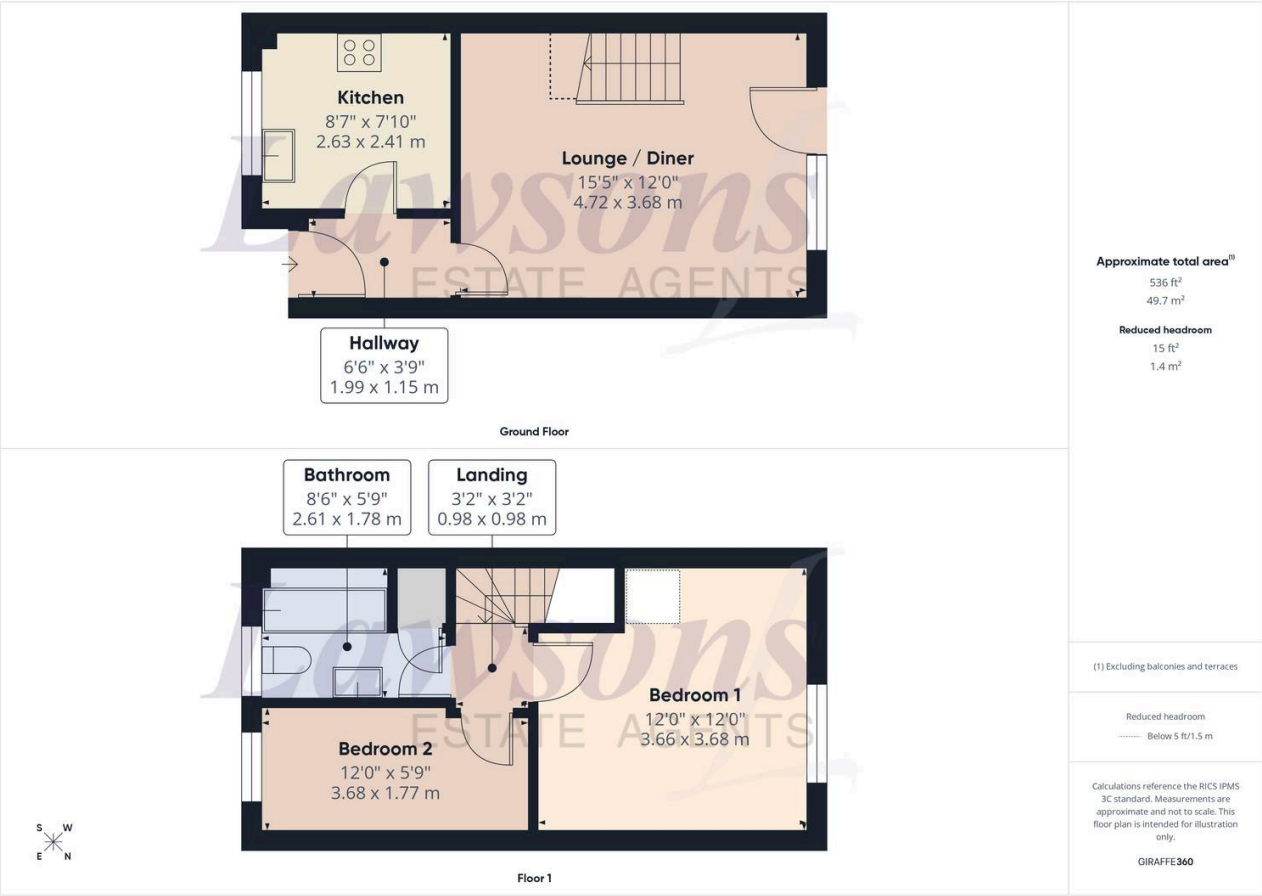 Kitchen
8'7" x 7'10"
2.63 x 2.41 m
Lounge / Diner
15'5" x 12'0"
4.72 x 3.68 m
Lawsons
ESTATE AGENTS
Hallway
6'6" x 3'9"
1.99 x 1.15 m
Ground Floor
Approximate total area(1)
536 ft²
49.7 m²
Reduced headroom
15 ft²
1.4 m²
Bathroom
8'6" x 5'9"
2.61 x 1.78 m
Landing
3'2" x 3'2"
0.98 x 0.98 m
Lawsons
ESTATE AGENTS
Bedroom 1
12'0" x 12'0"
3.66 x 3.68 m
Bedroom 2
12'0" x 5'9"
3.68 x 1.77 m
S W
E N
Floor 1
(1) Excluding balconies and terraces
Reduced headroom
Below 5 ft/1.5 m
Calculations reference the RICS IPMS
3C standard. Measurements are
approximate and not to scale. This
floor plan is intended for illustration
only.
GIRAFFE360